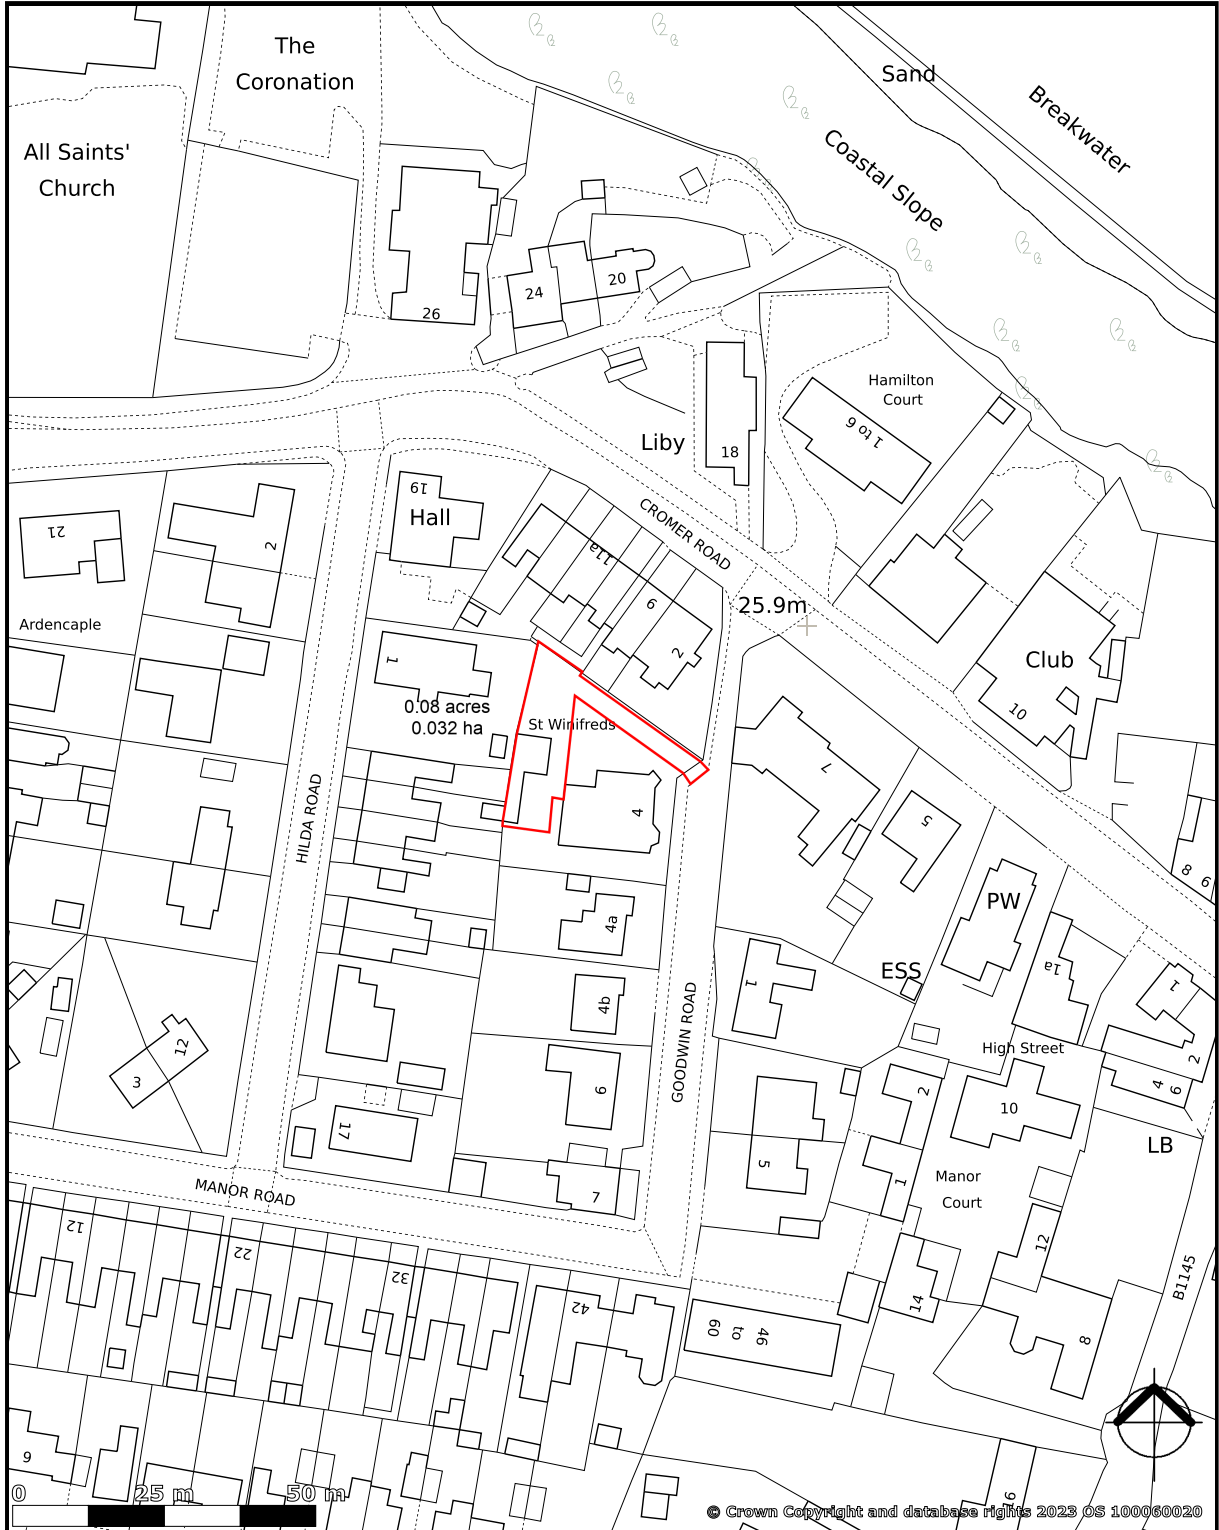 The
Coronation
Sand
Breakwater
Coastal Slope
All Saints'
Church
26
24
20
Hamilton
Court
1 to 6
Liby
18
19
Hall
CROMER ROAD
11a
21
2
25.9m
6
2
Ardencaple
1
Club
10
0.08 acres
0.032 ha
St Winifreds
7
HILDA ROAD
4
5
8
9
PW
4a
1a
ESS
1
1
4b
GOODWIN ROAD
High Street
12
3
2
2
4
6
6
10
17
LB
5
Manor
Court
1
MANOR ROAD
7
12
22
12
32
B1145
42
14
46
to
60
8
9
16
0 25 m 50 m
© Crown Copyright and database rights 2023 OS 100060020